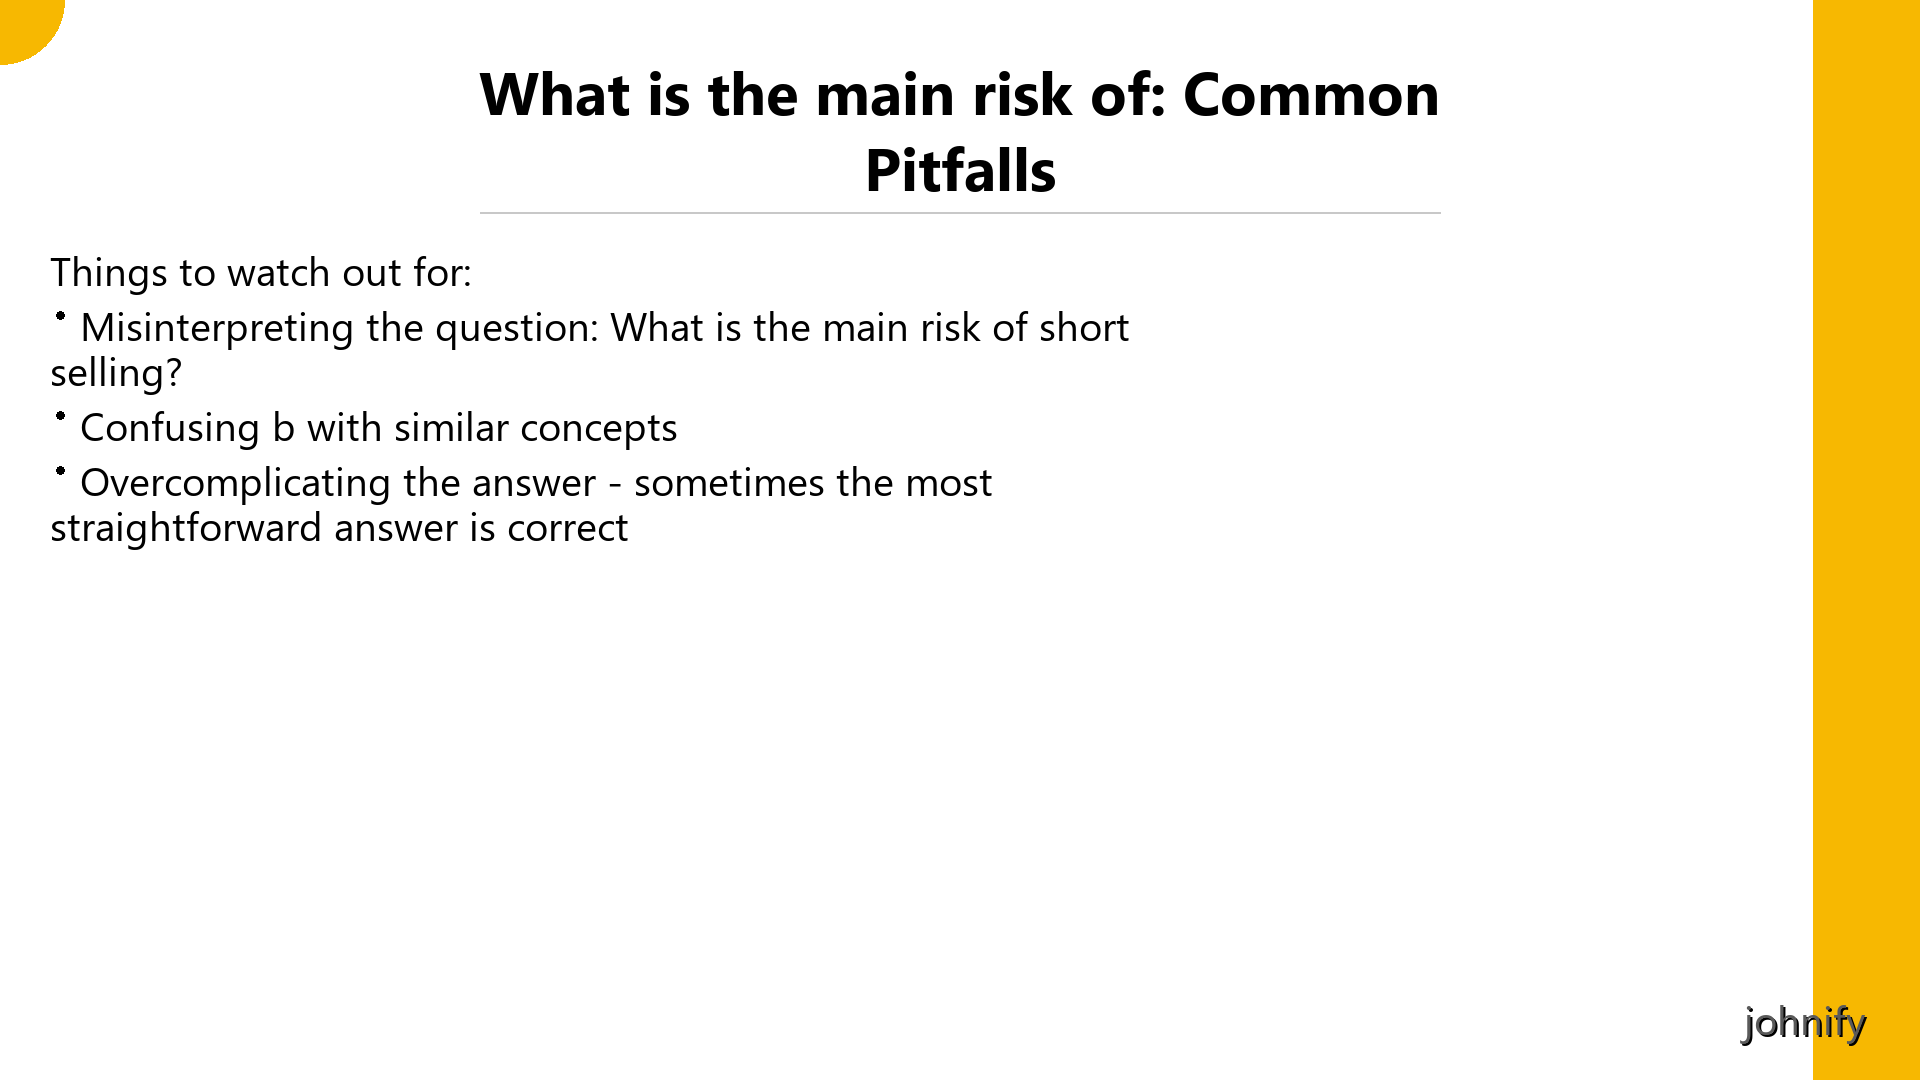 What is the main risk of: Common
Pitfalls
Things to watch out for:
• Misinterpreting the question: What is the main risk of short
selling?
• Confusing b with similar concepts
• Overcomplicating the answer - sometimes the most
straightforward answer is correct
johnify